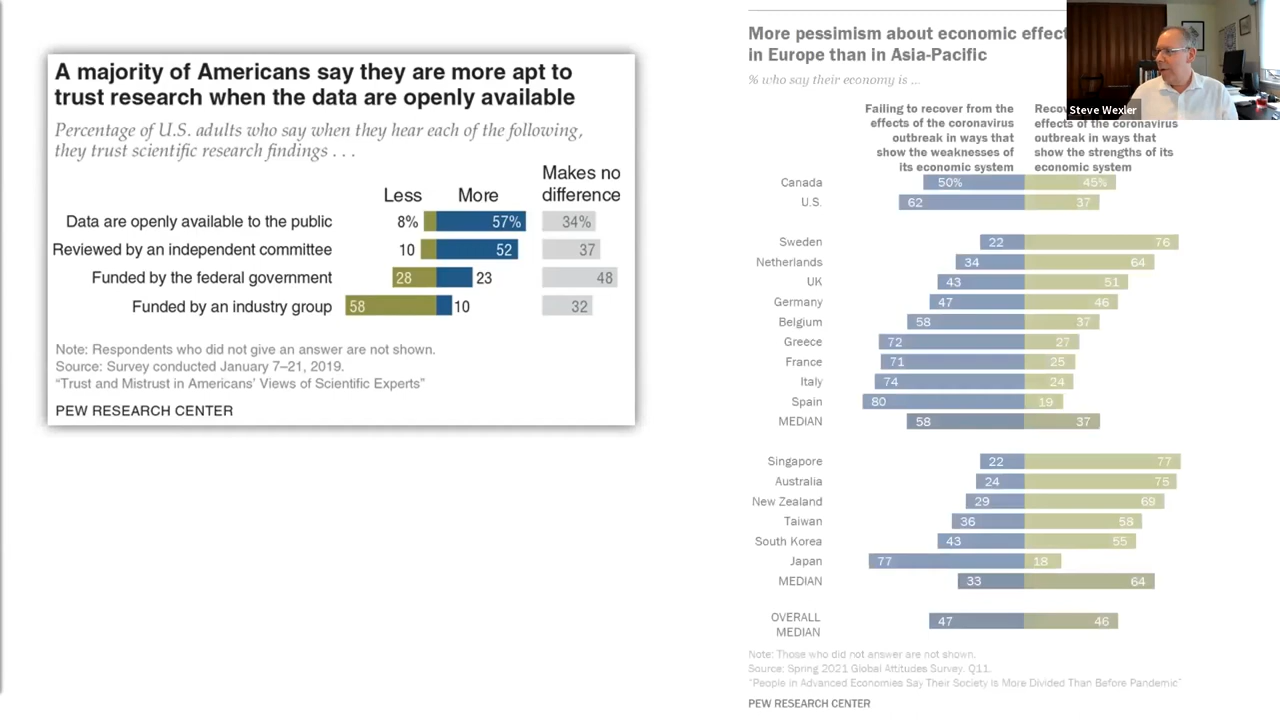 A majority of Americans say they are more apt to
trust research when the data are openly available
Percentage of U.S. adults who say when they hear each of the following,
they trust scientific research findings . . .
Less More Makes no
difference
Data are openly available to the public 8% 57% 34%
Reviewed by an independent committee 10 52 37
Funded by the federal government 28 23 48
Funded by an industry group 58 10 32
Note: Respondents who did not give an answer are not shown.
Source: Survey conducted January 7–21, 2019.
“Trust and Mistrust in Americans’ Views of Scientific Experts”
PEW RESEARCH CENTER
More pessimism about economic effect
in Europe than in Asia-Pacific
% who say their economy is ...
Steve Wexler
Failing to recover from the
effects of the coronavirus
outbreak in ways that
show the weaknesses of
its economic system
effects of the coronavirus
outbreak in ways that
show the strengths of its
economic system
Canada 50% 45%
U.S. 62 37
Sweden 22 76
Netherlands 34 64
UK 43 51
Germany 47 46
Belgium 58 37
Greece 72 27
France 71 25
Italy 74 24
Spain 80 19
MEDIAN 58 37
Singapore 22 77
Australia 24 75
New Zealand 29 69
Taiwan 36 58
South Korea 43 55
Japan 77 18
MEDIAN 33 64
OVERALL
MEDIAN 47 46
Note: Those who did not answer are not shown.
Source: Spring 2021 Global Attitudes Survey. Q11.
“People in Advanced Economies Say Their Society Is More Divided Than Before Pandemic”
PEW RESEARCH CENTER